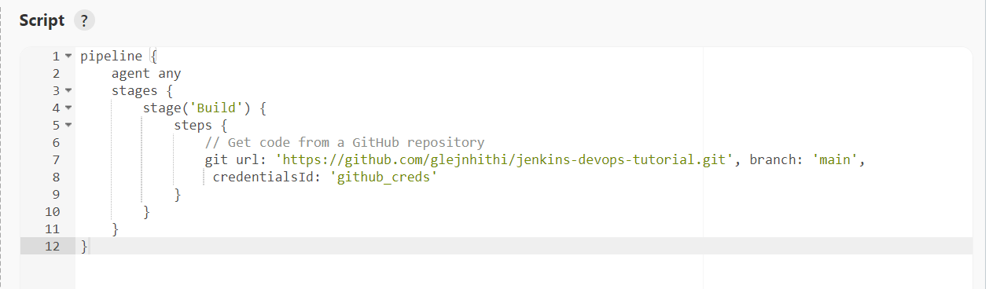 Script ?
1 pipeline {
2     agent any
3     stages {
4         stage('Build') {
5             steps {
6                 // Get code from a GitHub repository
7                 git url: 'https://github.com/glejnhithi/jenkins-devops-tutorial.git', branch: 'main',
8                  credentialsId: 'github_creds'
9             }
10         }
11     }
12 }